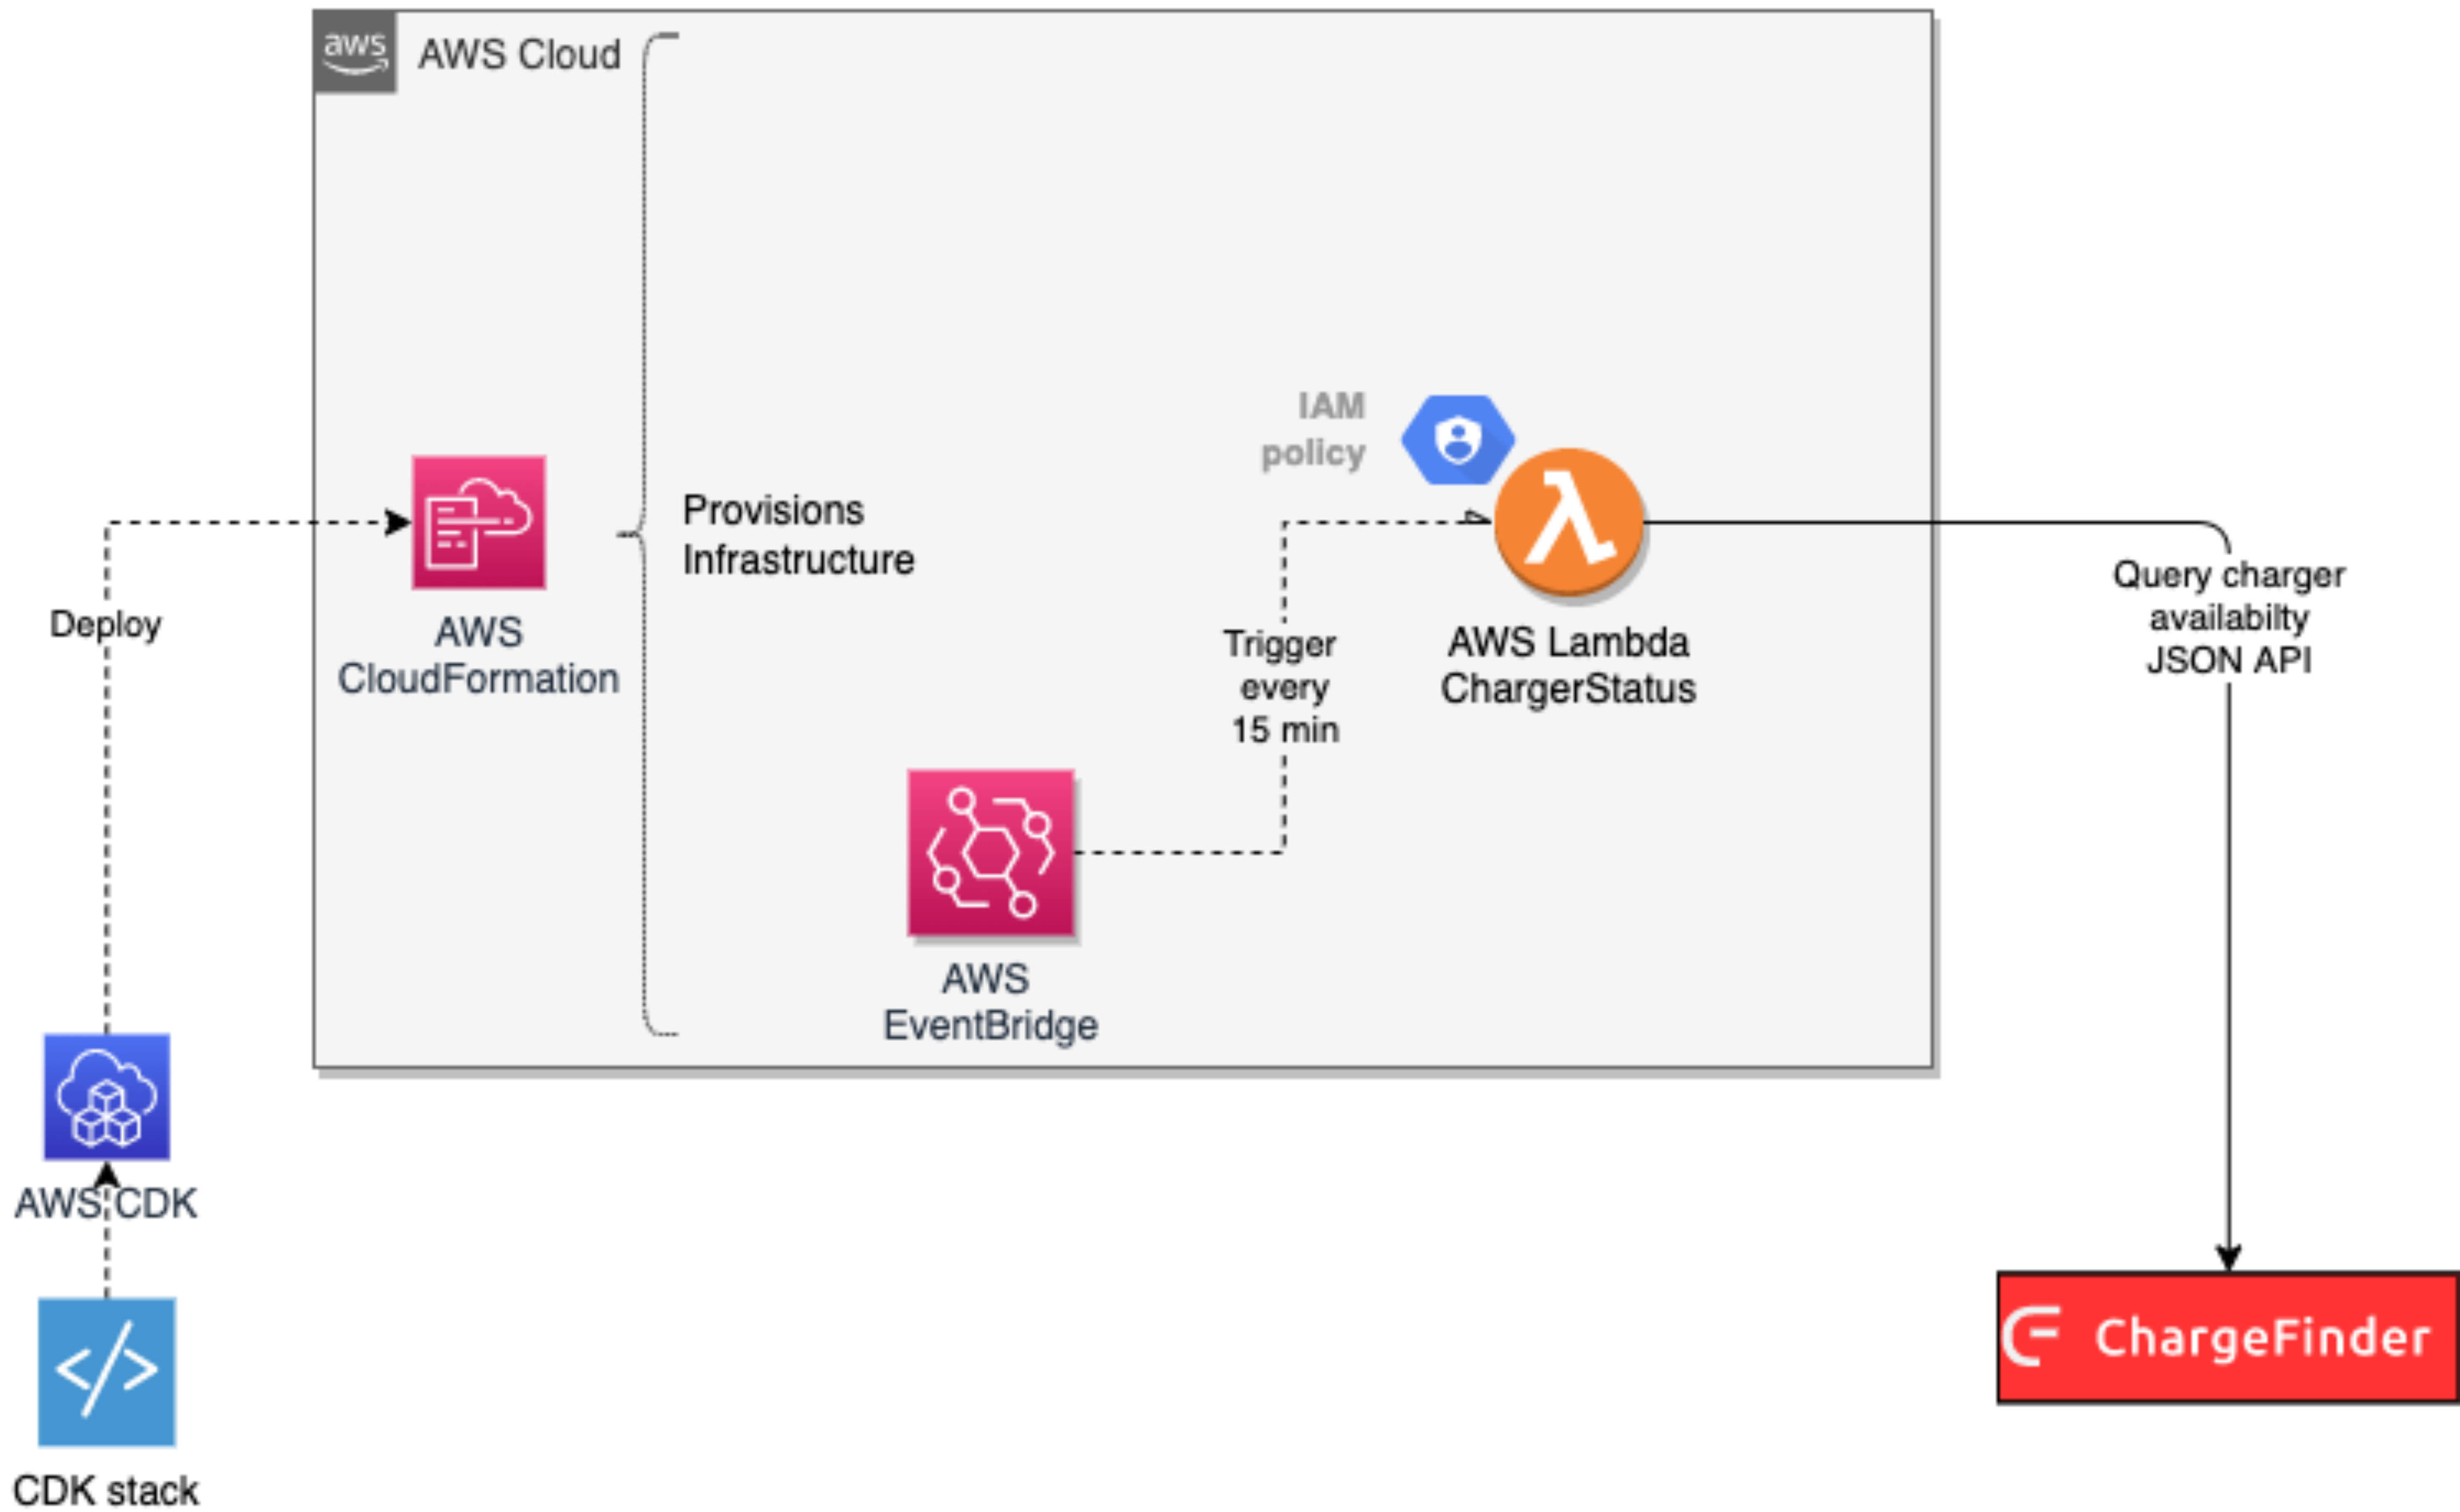 aws
AWS Cloud
IAM
policy
Provisions
Infrastructure
Deploy
AWS
CloudFormation
Trigger
every
15 min
AWS Lambda
ChargerStatus
Query charger
availabilty
JSON API
AWS
EventBridge
AWS CDK
ChargeFinder
CDK stack